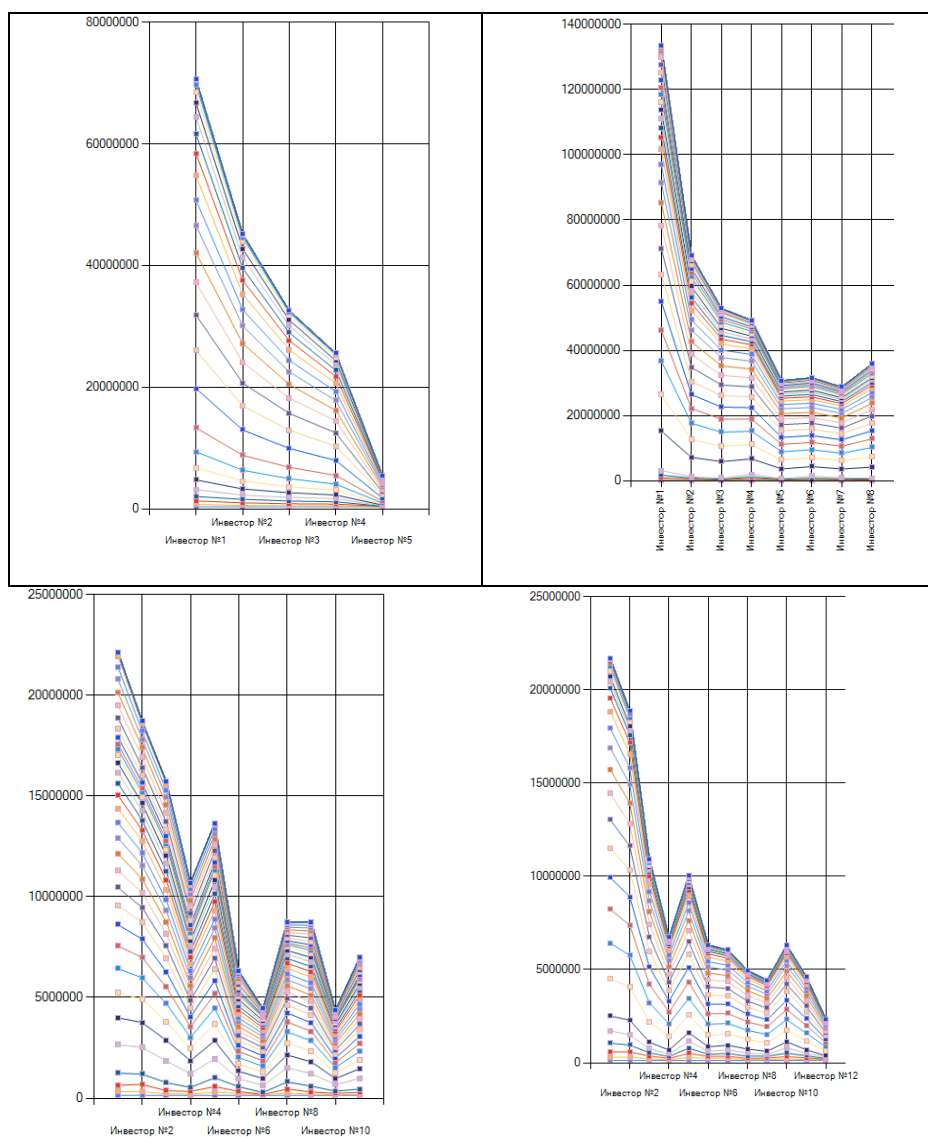 80000000
60000000
40000000
20000000
0
Инвестор №2
Инвестор №4
Инвестор №1
Инвестор №3
Инвестор №5
140000000
120000000
100000000
80000000
60000000
40000000
20000000
0
Инвестор №1
Инвестор №2
Инвестор №3
Инвестор №4
Инвестор №5
Инвестор №6
Инвестор №7
Инвестор №8
25000000
20000000
15000000
10000000
5000000
0
Инвестор №4
Инвестор №8
Инвестор №2
Инвестор №6
Инвестор №10
25000000
20000000
15000000
10000000
5000000
0
Инвестор №4
Инвестор №8
Инвестор №12
Инвестор №2
Инвестор №6
Инвестор №10